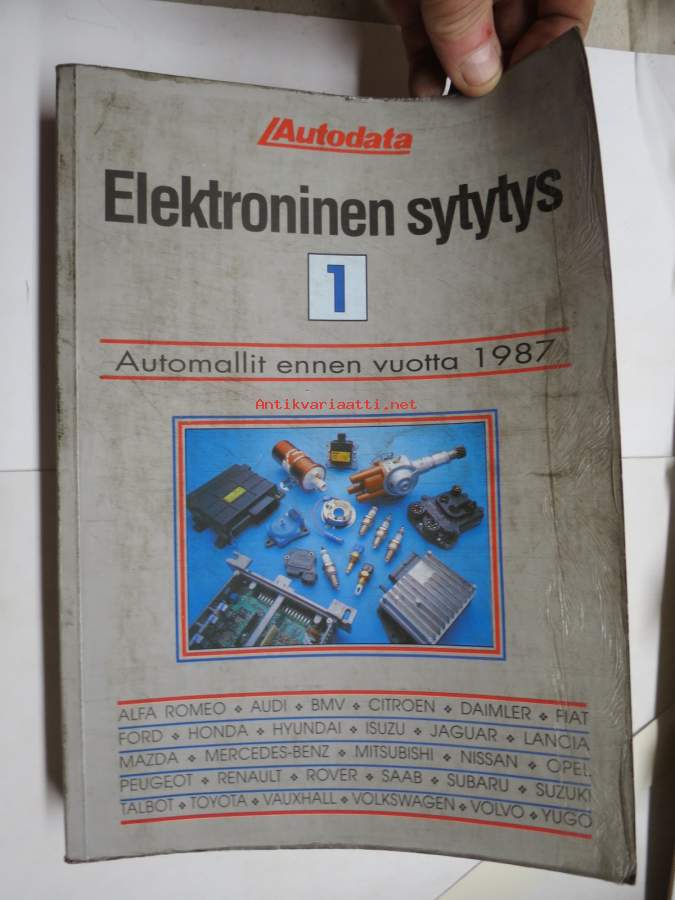 Autodata
Elektroninen sytytys
1
Automallit ennen vuotta 1987
Antikvariaatti.net
ALFA ROMEO ❖ AUDI ❖ BMV ❖ CITROEN ❖ DAIMLER ❖ FIAT
FORD ❖ HONDA ❖ HYUNDAI ❖ ISUZU ❖ JAGUAR ❖ LANCIA
MAZDA ❖ MERCEDES-BENZ ❖ MITSUBISHI ❖ NISSAN ❖ OPEL
PEUGEOT ❖ RENAULT ❖ ROVER ❖ SAAB ❖ SUBARU ❖ SUZUKI
TALBOT ❖ TOYOTA ❖ VAUXHALL ❖ VOLKSWAGEN ❖ VOLVO ❖ YUGO